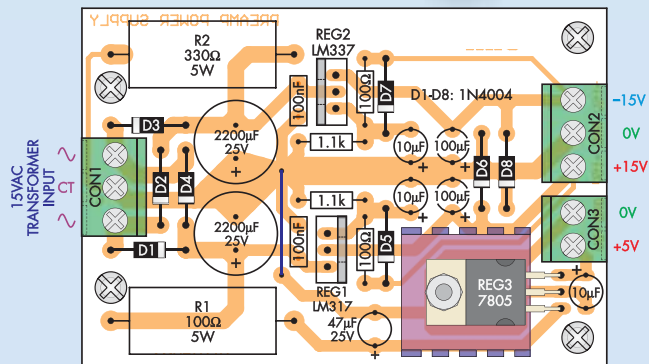 PREAMP POWER SUPPLY
R2
330Ω
5W
REG2
LM337
100nF
100Ω
D7
D1-D8: 1N4004
–15V
0V
+15V
CON2
D3
2200µF
25V
+
1.1k
10µF
+
100µF
+
D6
D8
15VAC
TRANSFORMER
INPUT
CT
CON1
D2
D4
1.1k
10µF
+
100µF
+
0V
+5V
CON3
2200µF
25V
+
D1
100nF
100Ω
D5
REG1
LM317
REG3
7805
+
10µF
R1
100Ω
5W
47µF
25V
+